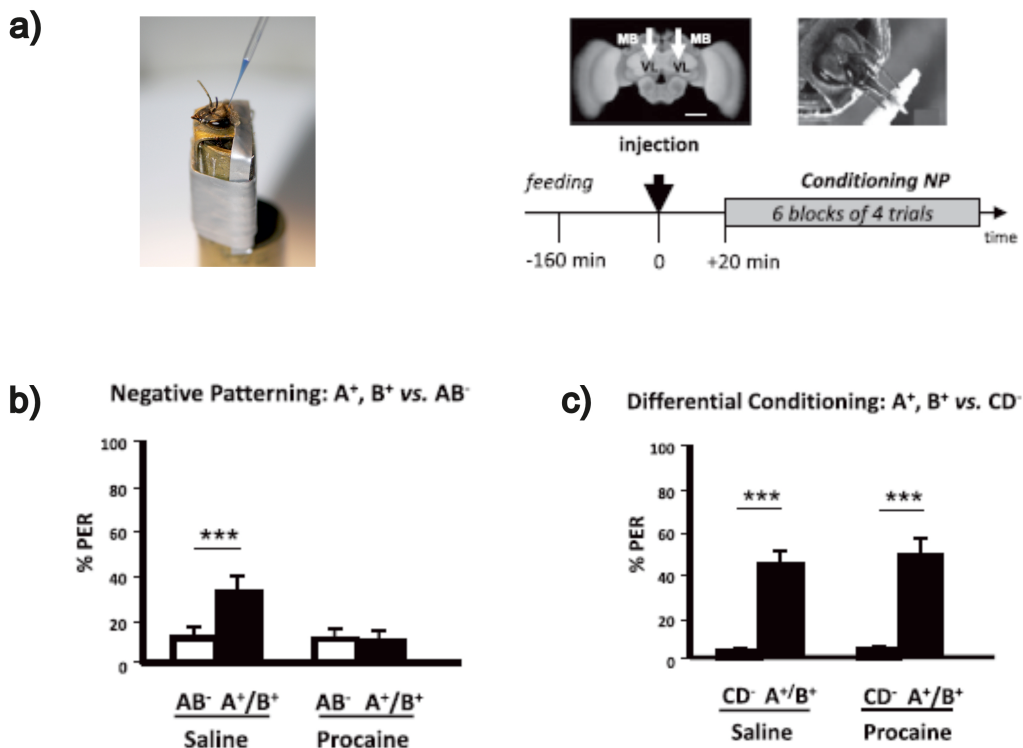 a)
MB MB
VL VL
injection
feeding
Conditioning NP
6 blocks of 4 trials
time
-160 min 0 +20 min
b)
Negative Patterning: A⁺, B⁺ vs. AB⁻
% PER
100
80
60
40
20
0
***
AB⁻ A⁺/B⁺ AB⁻ A⁺/B⁺
Saline Procaine
c)
Differential Conditioning: A⁺, B⁺ vs. CD⁻
% PER
100
80
60
40
20
0
*** ***
CD⁻ A⁺/B⁺ CD⁻ A⁺/B⁺
Saline Procaine